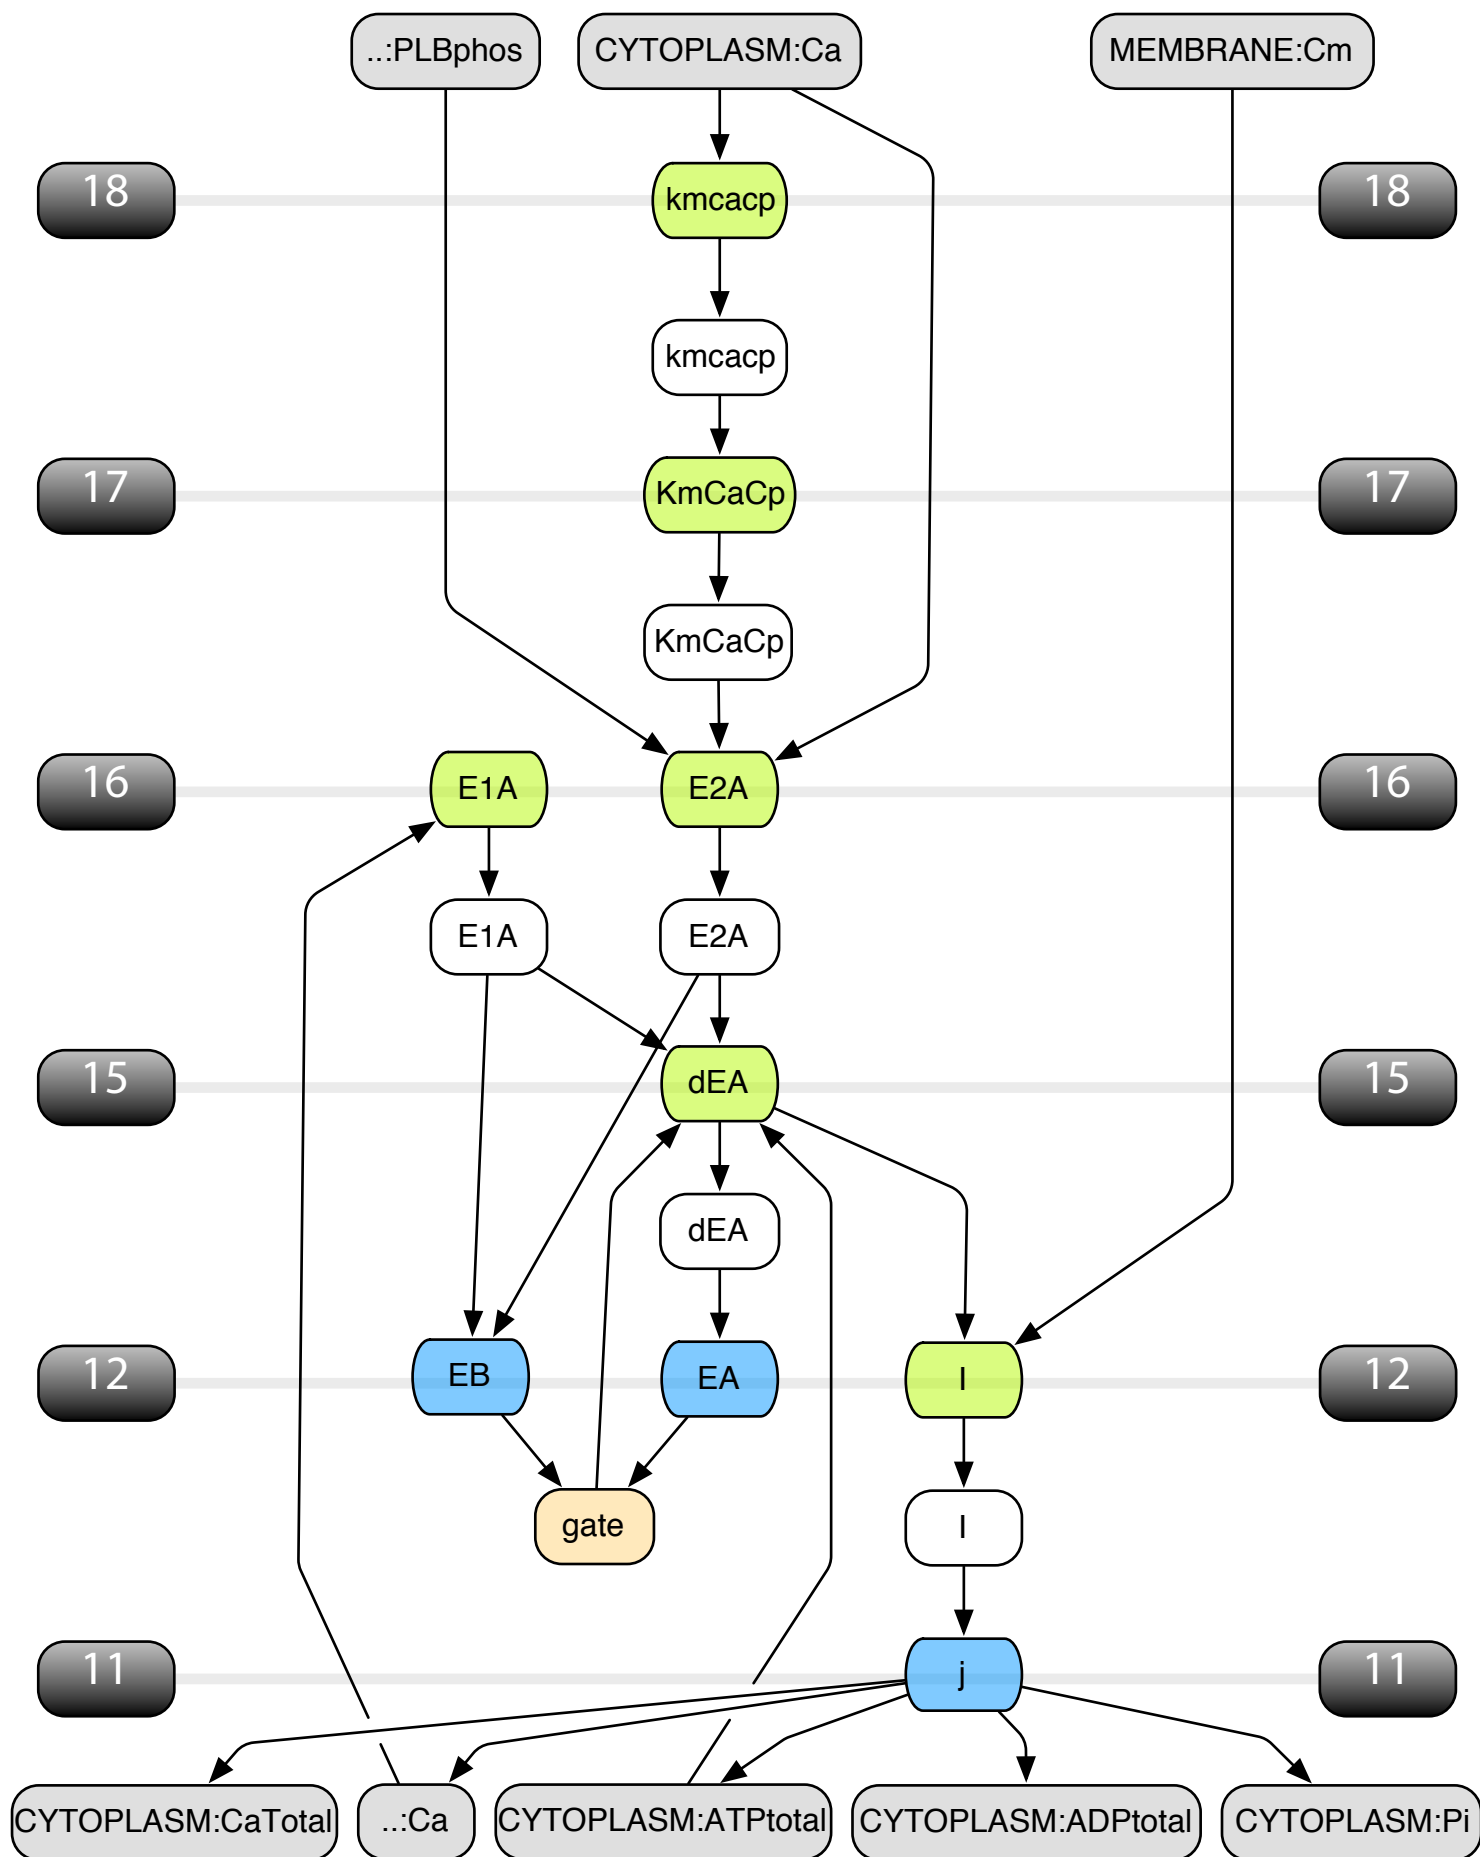 ..:PLBphos
CYTOPLASM:Ca
MEMBRANE:Cm
18
kmcacp
18
kmcacp
17
KmCaCp
17
KmCaCp
16
E1A
E2A
16
E1A
E2A
15
dEA
15
dEA
12
EB
EA
I
12
gate
I
11
j
11
CYTOPLASM:CaTotal
..:Ca
CYTOPLASM:ATPtotal
CYTOPLASM:ADPtotal
CYTOPLASM:Pi